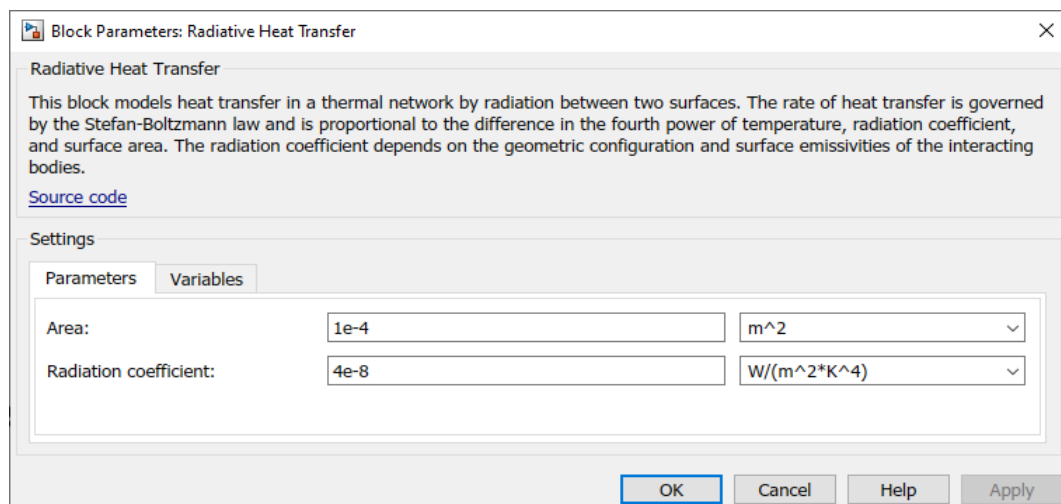 Block Parameters: Radiative Heat Transfer
Radiative Heat Transfer
This block models heat transfer in a thermal network by radiation between two surfaces. The rate of heat transfer is governed
by the Stefan-Boltzmann law and is proportional to the difference in the fourth power of temperature, radiation coefficient,
and surface area. The radiation coefficient depends on the geometric configuration and surface emissivities of the interacting
bodies.
Source code
Settings
Parameters Variables
Area: 1e-4 m^2
Radiation coefficient: 4e-8 W/(m^2*K^4)
OK Cancel Help Apply